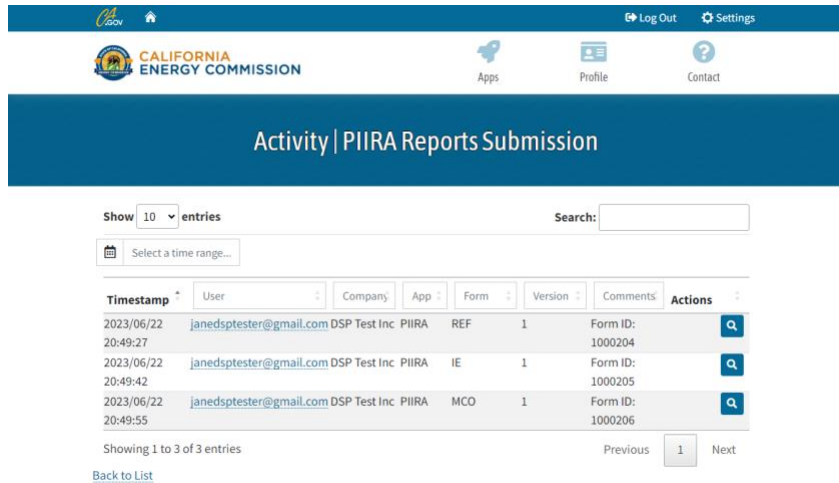 CA.GOV
Log Out Settings
CALIFORNIA
ENERGY COMMISSION
Apps Profile Contact
Activity | PIIRA Reports Submission
Show 10 entries Search:
Select a time range...
Timestamp User Company App Form Version Comments Actions
2023/06/22 janedsptester@gmail.com DSP Test Inc PIIRA REF 1 Form ID:
20:49:27 1000204
2023/06/22 janedsptester@gmail.com DSP Test Inc PIIRA IE 1 Form ID:
20:49:42 1000205
2023/06/22 janedsptester@gmail.com DSP Test Inc PIIRA MCO 1 Form ID:
20:49:55 1000206
Showing 1 to 3 of 3 entries Previous 1 Next
Back to List